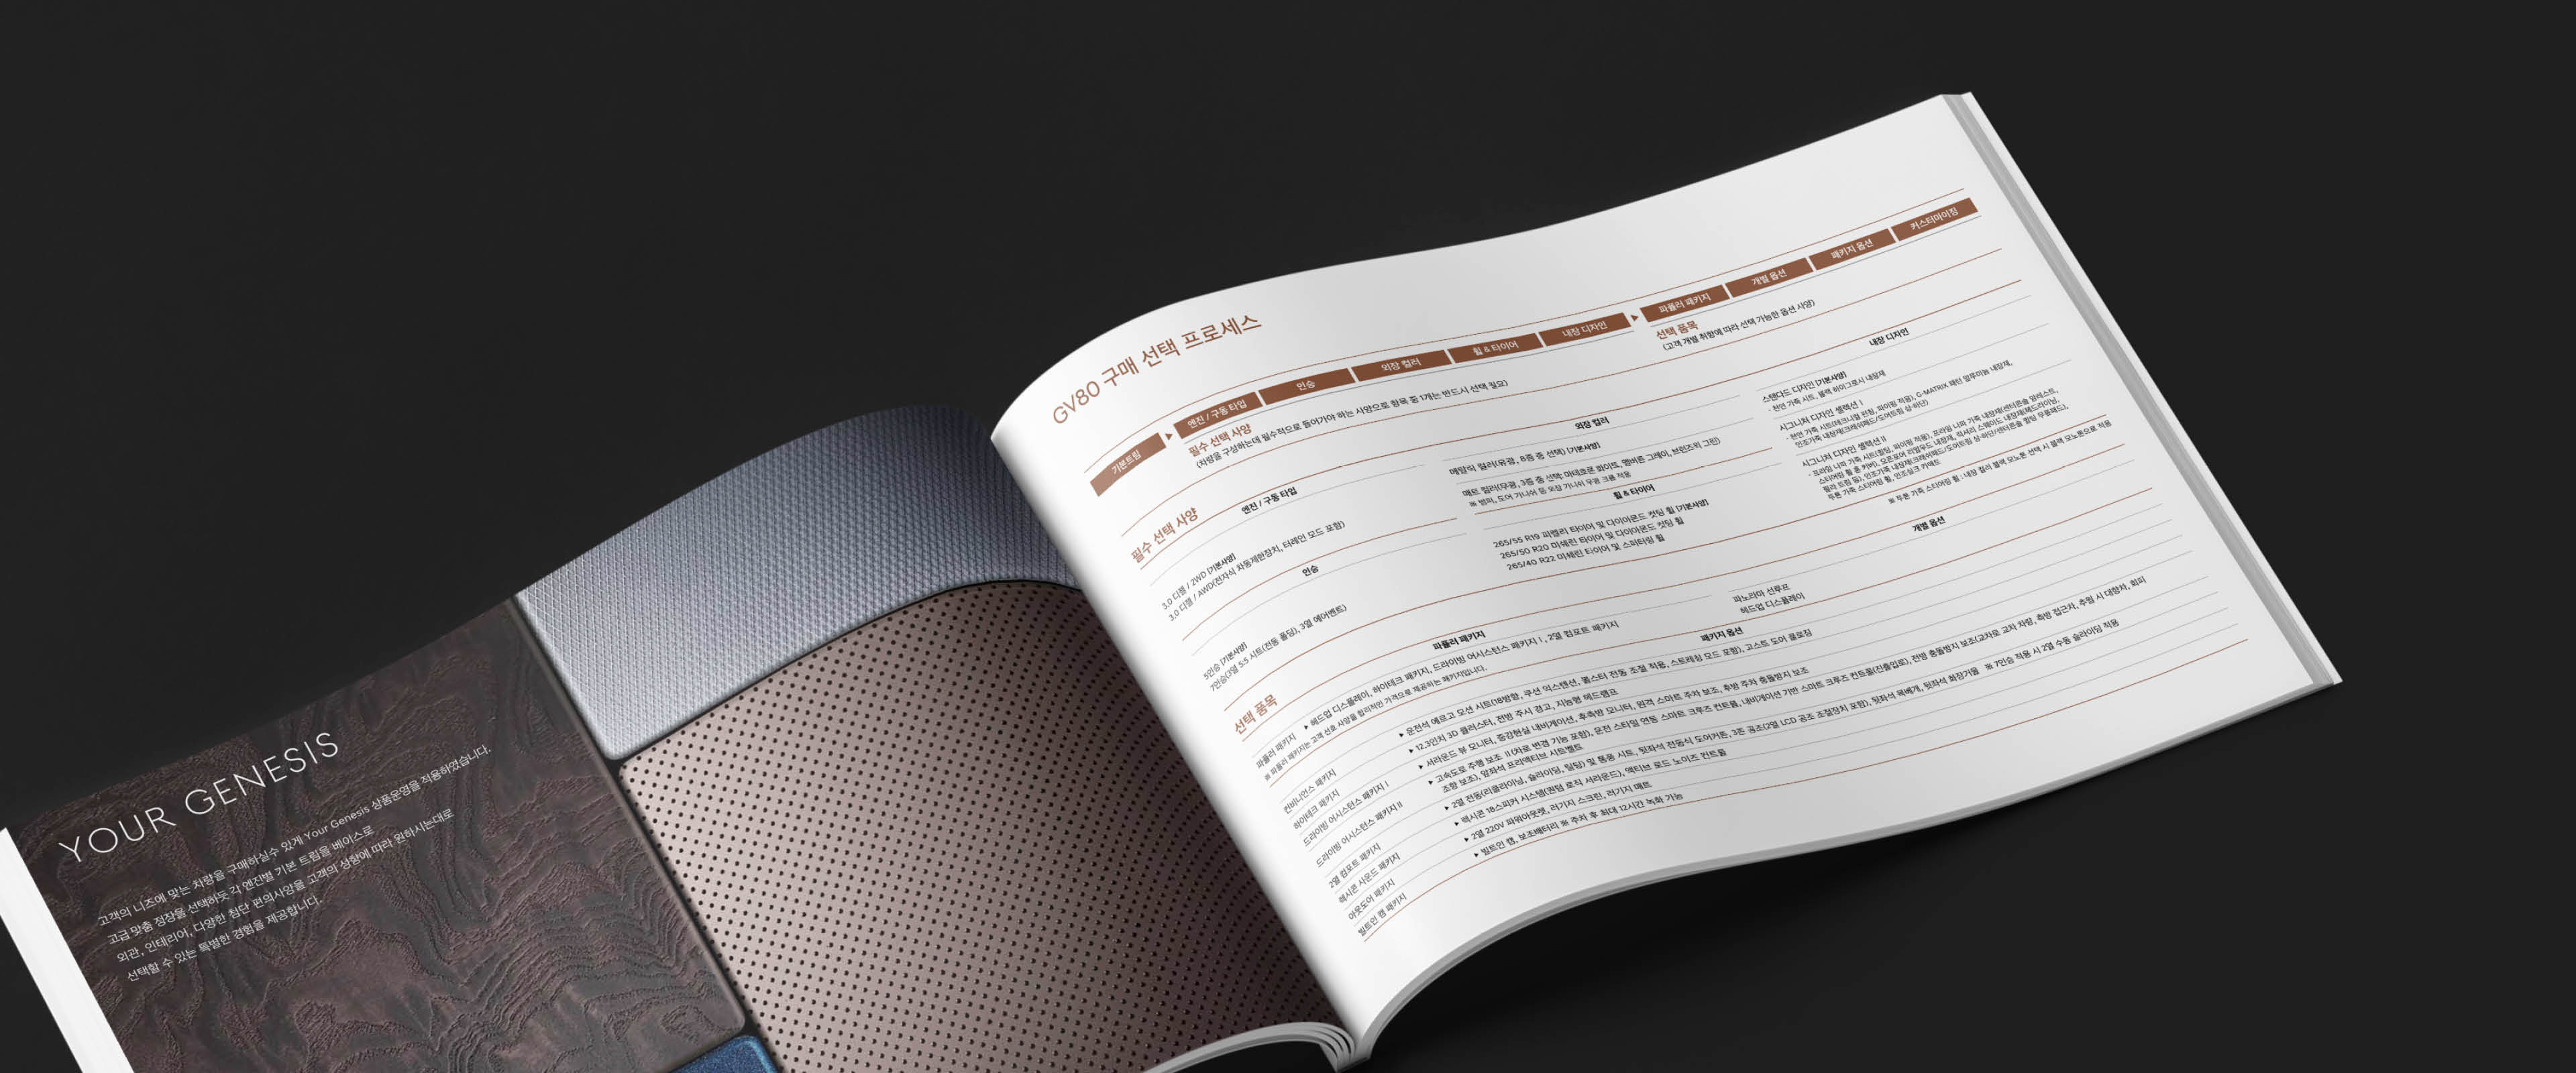 YOUR GENESIS
고객의 니즈에 맞는 차량을 구매하실수 있게 Your Genesis 상품운영을 적용하였습니다.
고급 맞춤 정장을 선택하듯 각 엔진별 기본 트림을 베이스로
외관, 인테리어, 다양한 첨단 편의사양을 고객의 성향에 따라 원하시는대로
선택할 수 있는 특별한 경험을 제공합니다.
GV80 구매 선택 프로세스
기본트림 ▶ 엔진 / 구동 타입 인승 외장 컬러 휠 & 타이어 내장 디자인 ▶ 파퓰러 패키지 개별 옵션 패키지 옵션 커스터마이징
필수 선택 사양
(차량을 구성하는데 필수적으로 들어가야 하는 사양으로 항목 중 1개는 반드시 선택 필요)
선택 품목
(고객 개별 취향에 따라 선택 가능한 옵션 사양)
필수 선택 사양
엔진 / 구동 타입
3.0 디젤 / 2WD [기본사양]
3.0 디젤 / AWD(전자식 차동제한장치, 터레인 모드 포함)
인승
5인승 [기본사양]
7인승(3열 5:5 시트(전동 폴딩), 3열 에어벤트)
외장 컬러
메탈릭 컬러(유광, 8종 중 선택) [기본사양]
매트 컬러(무광, 3종 중 선택: 마테호른 화이트, 멜버른 그레이, 브런즈윅 그린)
※ 범퍼, 도어 가니쉬 등 외장 가니쉬 무광 크롬 적용
휠 & 타이어
265/55 R19 피렐리 타이어 및 다이아몬드 컷팅 휠 [기본사양]
265/50 R20 미쉐린 타이어 및 다이아몬드 컷팅 휠
265/40 R22 미쉐린 타이어 및 스퍼터링 휠
내장 디자인
스탠다드 디자인 [기본사양]
- 천연 가죽 시트, 블랙 하이그로시 내장재
시그니처 디자인 셀렉션 I
- 천연 가죽 시트(테크니컬 펀칭, 파이핑 적용), G-MATRIX 패턴 알루미늄 내장재,
인조가죽 내장재(크래쉬패드/도어트림 상·하단)
시그니처 디자인 셀렉션 II
- 프라임 나파 가죽 시트(퀼팅, 파이핑 적용), 프라임 나파 가죽 내장재(센터콘솔 암레스트,
스티어링 휠 혼 커버), 오픈포어 리얼우드 내장재, 럭셔리 스웨이드 내장재(헤드라이닝,
필라 트림 등), 인조가죽 내장재(크래쉬패드/도어트림 상·하단/센터콘솔 힐링 무릎패드),
투톤 가죽 스티어링 휠, 인조실크 카매트
※ 투톤 가죽 스티어링 휠 : 내장 컬러 블랙 모노톤 선택 시 블랙 모노톤으로 적용
선택 품목
파퓰러 패키지
파퓰러 패키지 ▶ 헤드업 디스플레이, 하이테크 패키지, 드라이빙 어시스턴스 패키지 I, 2열 컴포트 패키지
※ 파퓰러 패키지는 고객 선호 사양을 합리적인 가격으로 제공하는 패키지입니다.
개별 옵션
파노라마 선루프
헤드업 디스플레이
패키지 옵션
컨비니언스 패키지 ▶ 운전석 에르고 모션 시트(18방향, 쿠션 익스텐션, 볼스터 전동 조절 적용, 스트레칭 모드 포함), 고스트 도어 클로징
하이테크 패키지 ▶ 12.3인치 3D 클러스터, 전방 주시 경고, 지능형 헤드램프
드라이빙 어시스턴스 패키지 I ▶ 서라운드 뷰 모니터, 증강현실 내비게이션, 후측방 모니터, 원격 스마트 주차 보조, 후방 주차 충돌방지 보조
드라이빙 어시스턴스 패키지 II ▶ 고속도로 주행 보조 II (차로 변경 기능 포함), 운전 스타일 연동 스마트 크루즈 컨트롤, 내비게이션 기반 스마트 크루즈 컨트롤(진출입로), 전방 충돌방지 보조(교차로 교차 차량, 측방 접근차, 추월 시 대향차, 회피
조향 보조), 앞좌석 프리액티브 시트벨트
2열 컴포트 패키지 ▶ 2열 전동(리클라이닝, 슬라이딩, 틸팅) 및 통풍 시트, 뒷좌석 전동식 도어커튼, 3존 공조(2열 LCD 공조 조절장치 포함), 뒷좌석 목베개, 뒷좌석 화장거울 ※ 7인승 적용 시 2열 수동 슬라이딩 적용
렉시콘 사운드 패키지 ▶ 렉시콘 18스피커 시스템(퀀텀 로직 서라운드), 액티브 로드 노이즈 컨트롤
아웃도어 패키지 ▶ 2열 220V 파워아웃렛, 러기지 스크린, 러기지 매트
빌트인 캠 패키지 ▶ 빌트인 캠, 보조배터리 ※ 주차 후 최대 12시간 녹화 가능